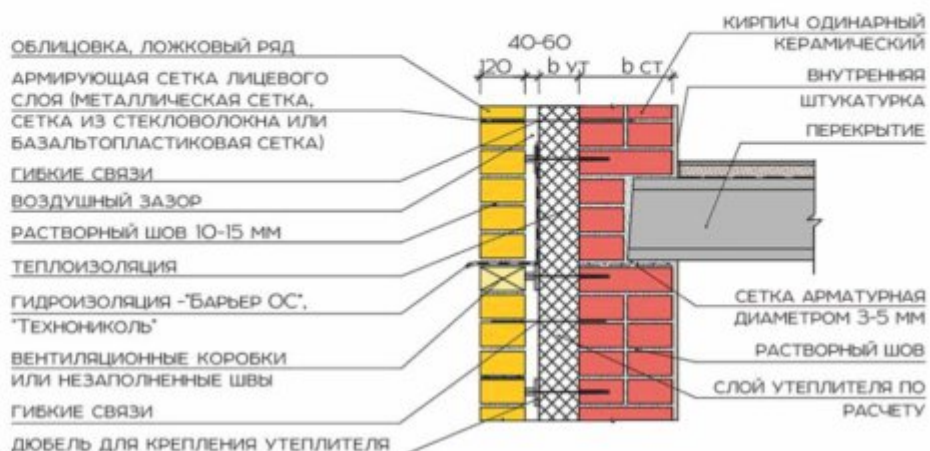 ОБЛИЦОВКА, ЛОЖКОВЫЙ РЯД
АРМИРУЮЩАЯ СЕТКА ЛИЦЕВОГО
СЛОЯ (МЕТАЛЛИЧЕСКАЯ СЕТКА,
СЕТКА ИЗ СТЕКЛОВОЛОКНА ИЛИ
БАЗАЛЬТОПЛАСТИКОВАЯ СЕТКА)
ГИБКИЕ СВЯЗИ
ВОЗДУШНЫЙ ЗАЗОР
РАСТВОРНЫЙ ШОВ 10-15 ММ
ТЕПЛОИЗОЛЯЦИЯ
ГИДРОИЗОЛЯЦИЯ -"БАРЬЕР ОС",
"ТЕХНОНИКОЛЬ"
ВЕНТИЛЯЦИОННЫЕ КОРОБКИ
ИЛИ НЕЗАПОЛНЕННЫЕ ШВЫ
ГИБКИЕ СВЯЗИ
ДЮБЕЛЬ ДЛЯ КРЕПЛЕНИЯ УТЕПЛИТЕЛЯ
40-60
120 b ут b ст
КИРПИЧ ОДИНАРНЫЙ
КЕРАМИЧЕСКИЙ
ВНУТРЕННЯЯ
ШТУКАТУРКА
ПЕРЕКРЫТИЕ
СЕТКА АРМАТУРНАЯ
ДИАМЕТРОМ 3-5 ММ
РАСТВОРНЫЙ ШОВ
СЛОЙ УТЕПЛИТЕЛЯ ПО
РАСЧЕТУ